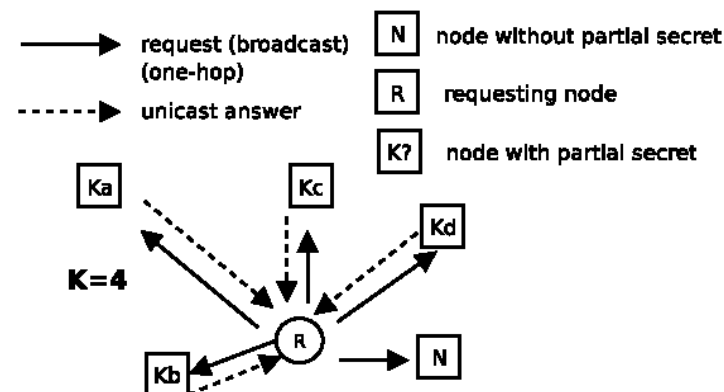 request (broadcast)
(one-hop)
unicast answer
N node without partial secret
R requesting node
K? node with partial secret
Ka
Kc
Kd
K=4
R
N
Kb